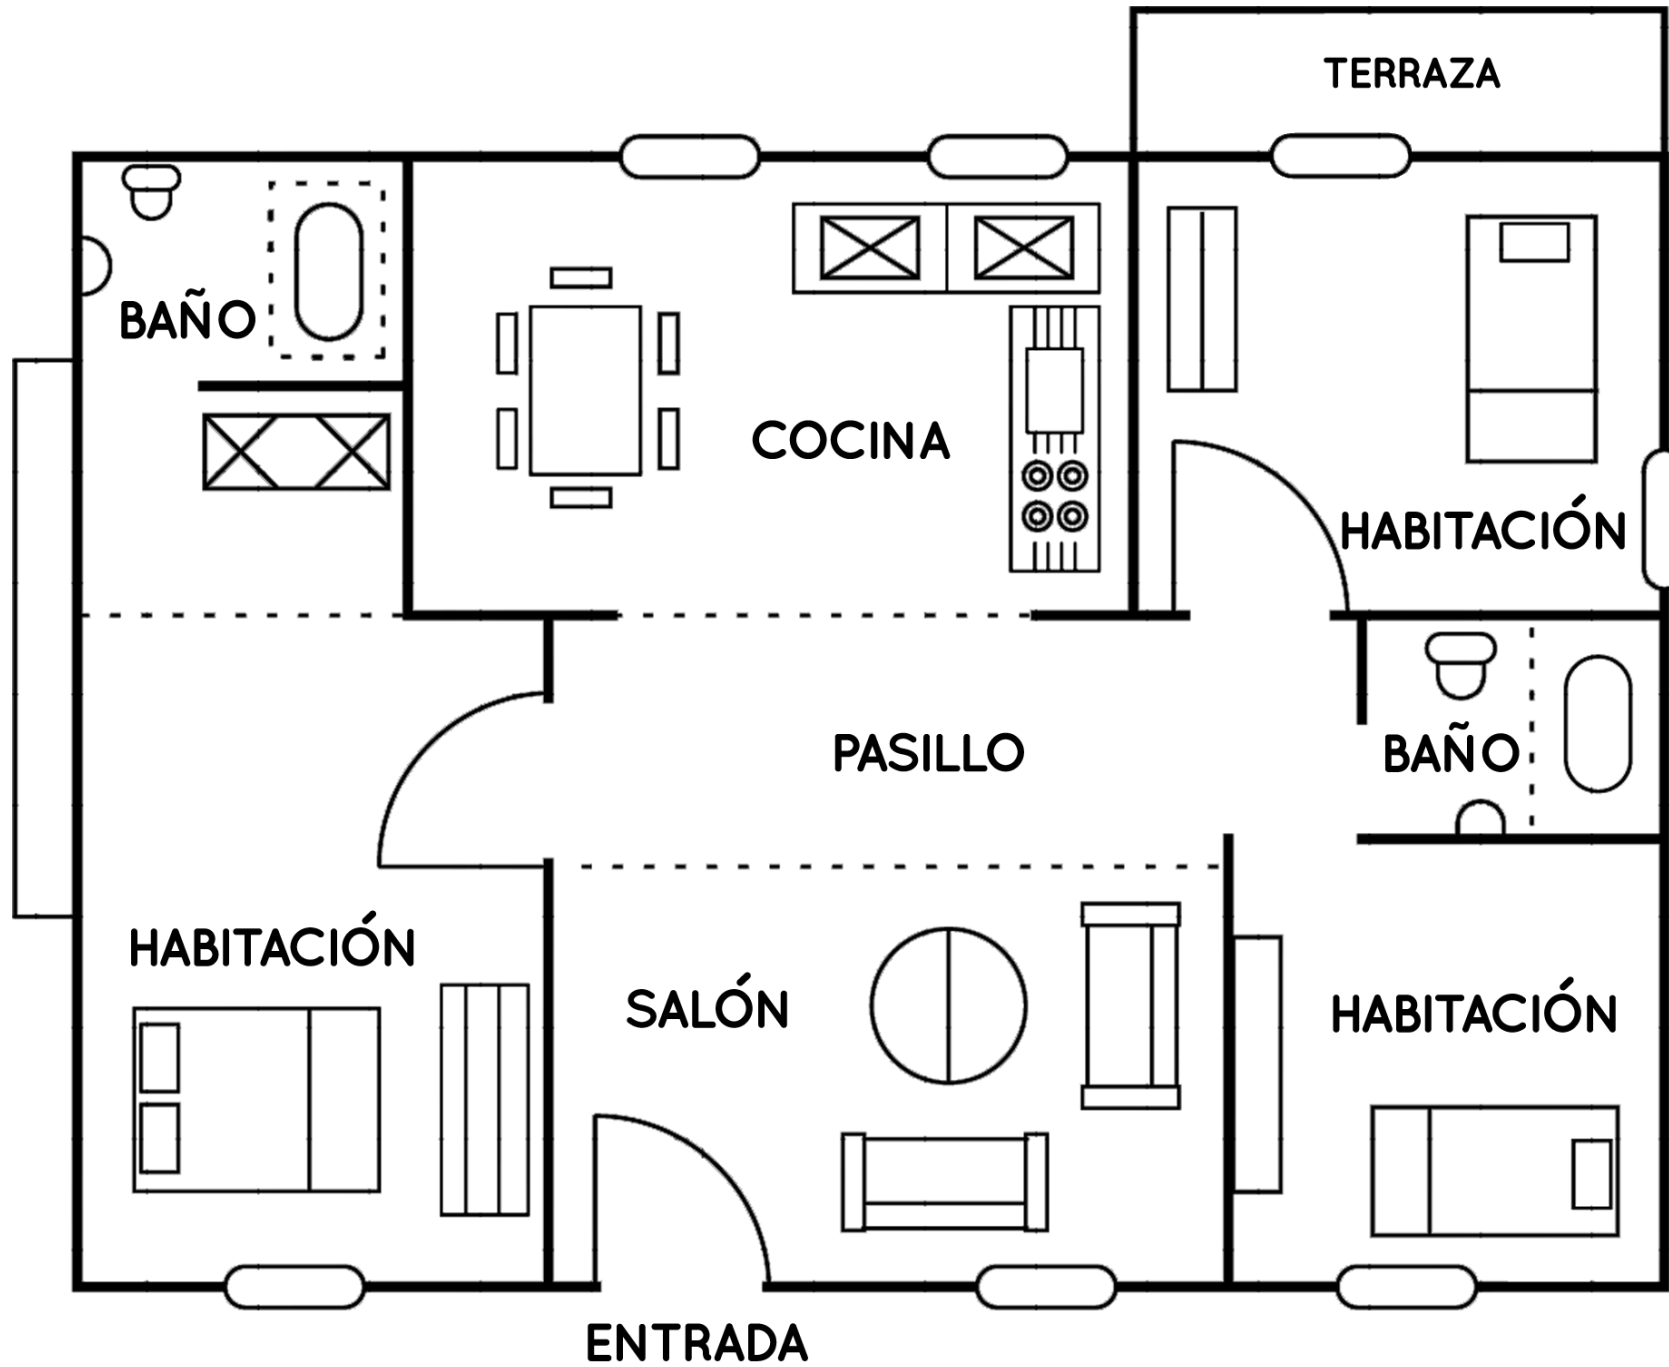 TERRAZA
BAÑO
COCINA
HABITACIÓN
PASILLO
BAÑO
HABITACIÓN
SALÓN
HABITACIÓN
ENTRADA